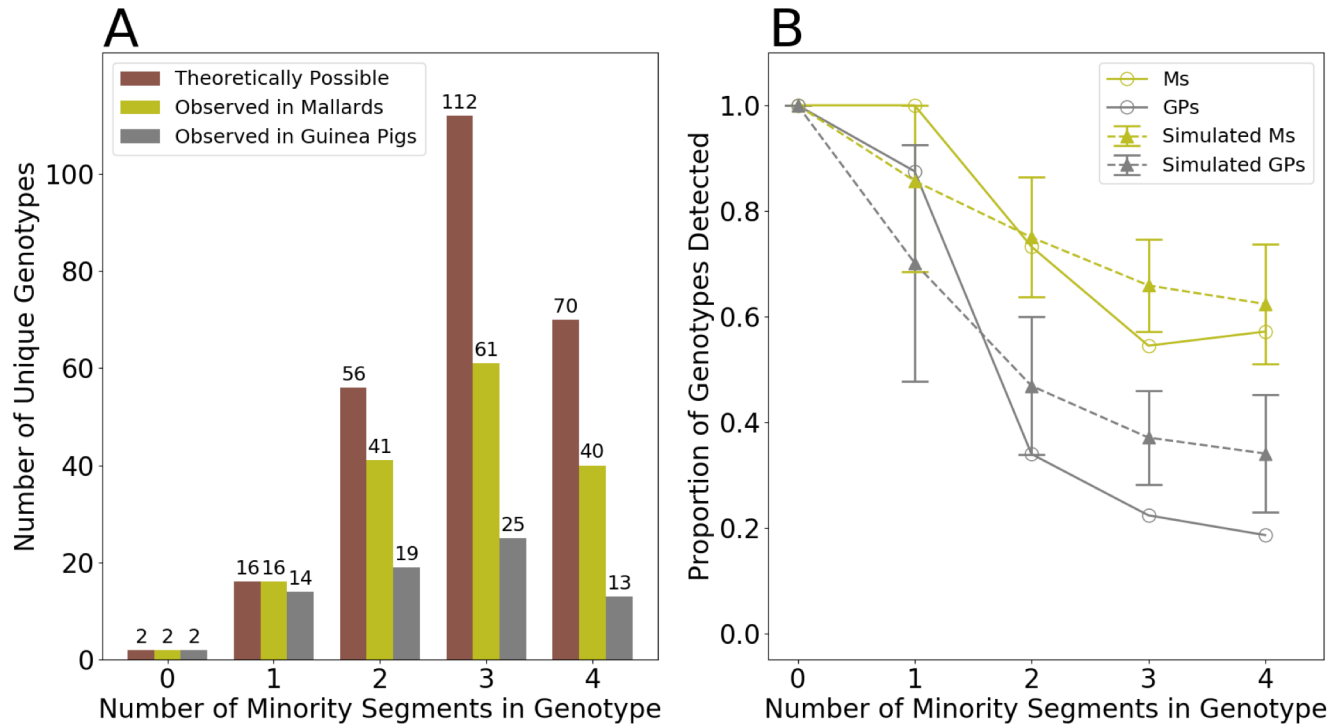 A
Number of Unique Genotypes
0
20
40
60
80
100
Theoretically Possible
Observed in Mallards
Observed in Guinea Pigs
2 2 2
16 16 14
56 41 19
112 61 25
70 40 13
0 1 2 3 4
Number of Minority Segments in Genotype
B
Proportion of Genotypes Detected
1.0
0.8
0.6
0.4
0.2
0.0
Ms
GPs
Simulated Ms
Simulated GPs
0 1 2 3 4
Number of Minority Segments in Genotype